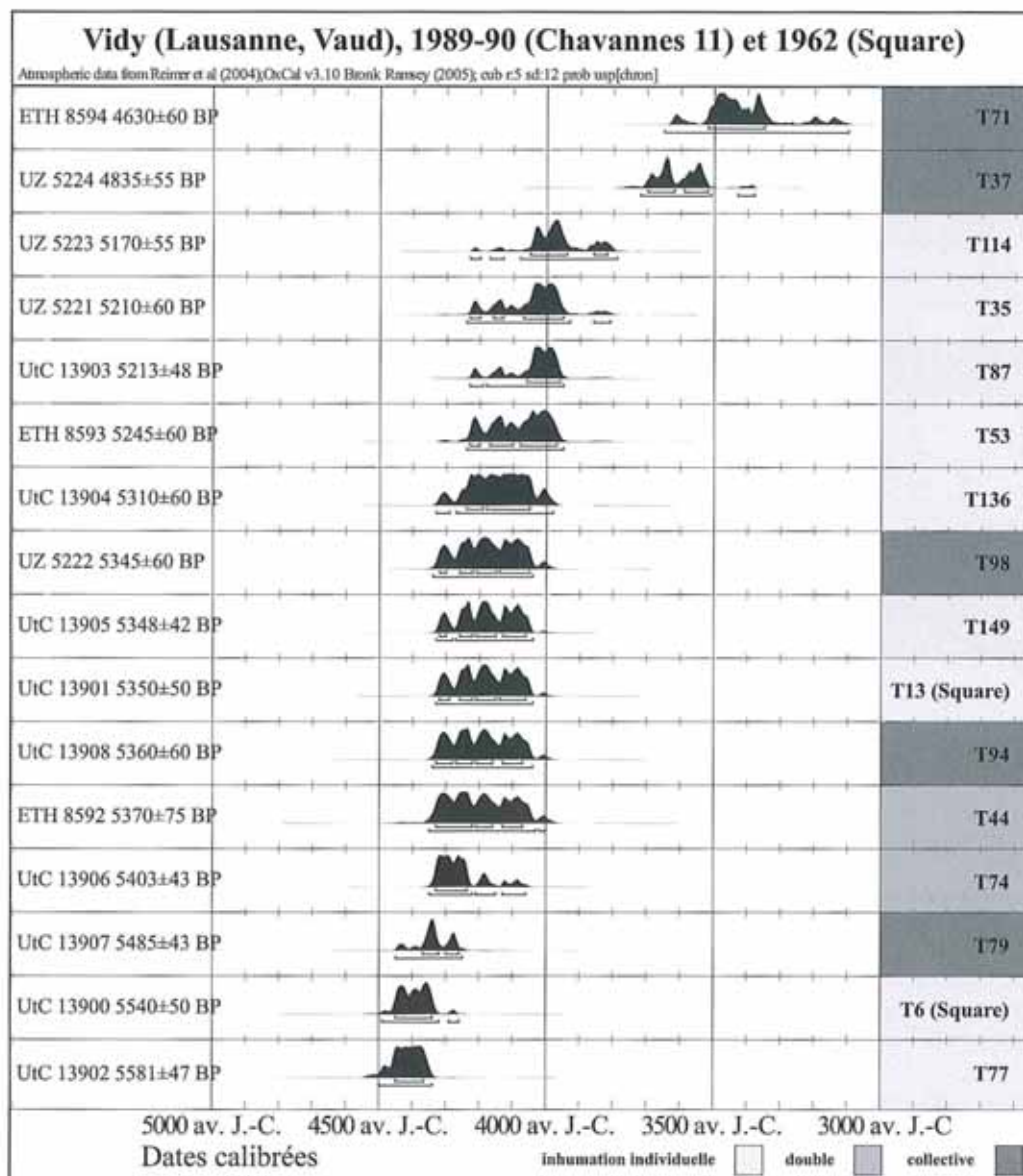 Vidy (Lausanne, Vaud), 1989-90 (Chavannes 11) et 1962 (Square)
Atmospheric data from Reimer et al (2004);OxCal v3.10 Bronk Ramsey (2005); cub r:5 sd:12 prob usp[chron]
ETH 8594 4630±60 BP T71
UZ 5224 4835±55 BP T37
UZ 5223 5170±55 BP T114
UZ 5221 5210±60 BP T35
UtC 13903 5213±48 BP T87
ETH 8593 5245±60 BP T53
UtC 13904 5310±60 BP T136
UZ 5222 5345±60 BP T98
UtC 13905 5348±42 BP T149
UtC 13901 5350±50 BP T13 (Square)
UtC 13908 5360±60 BP T94
ETH 8592 5370±75 BP T44
UtC 13906 5403±43 BP T74
UtC 13907 5485±43 BP T79
UtC 13900 5540±50 BP T6 (Square)
UtC 13902 5581±47 BP T77
5000 av. J.-C. 4500 av. J.-C. 4000 av. J.-C. 3500 av. J.-C. 3000 av. J.-C
Dates calibrées inhumation individuelle double collective